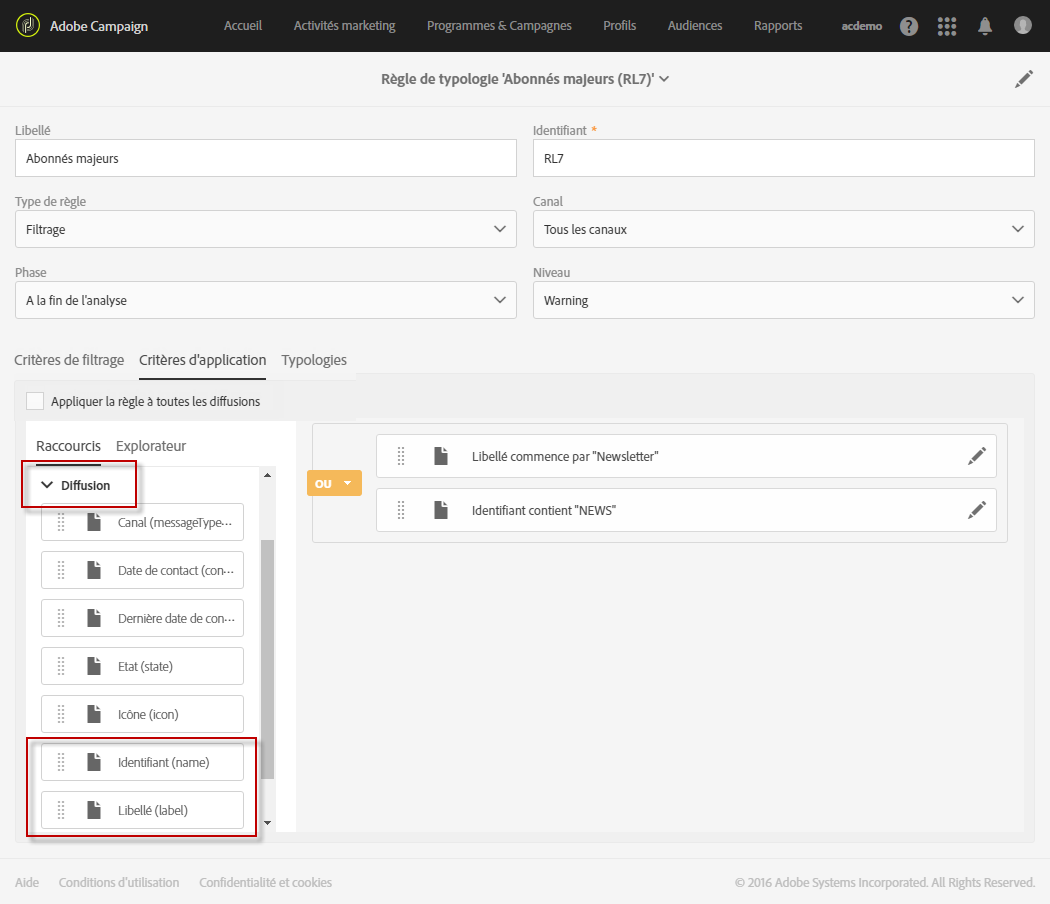 Adobe Campaign Accueil Activités marketing Programmes & Campagnes Profils Audiences Rapports acdemo ?
Règle de typologie 'Abonnés majeurs (RL7)'
Libellé Identifiant *
Abonnés majeurs RL7
Type de règle Canal
Filtrage Tous les canaux
Phase Niveau
A la fin de l'analyse Warning
Critères de filtrage Critères d'application Typologies
Appliquer la règle à toutes les diffusions
Raccourcis Explorateur
Diffusion
Canal (messageType···
Date de contact (con···
Dernière date de con···
Etat (state)
Icône (icon)
Identifiant (name)
Libellé (label)
OU
Libellé commence par "Newsletter"
Identifiant contient "NEWS"
Aide Conditions d'utilisation Confidentialité et cookies © 2016 Adobe Systems Incorporated. All Rights Reserved.